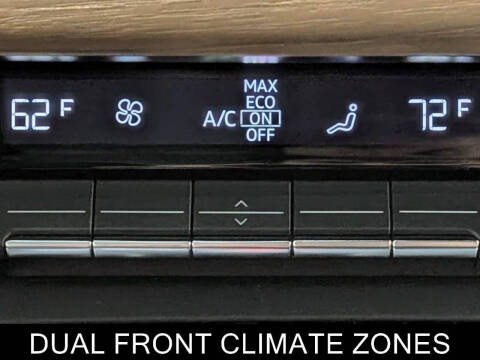 MAX
ECO
62 F A/C ON 72 F
OFF
DUAL FRONT CLIMATE ZONES